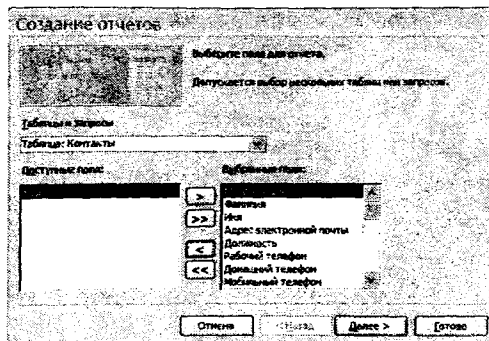 Создание отчетов
Выберите поля для отчета.
Допускается выбор нескольких таблиц или запросов.
Таблицы и запросы
Таблица: Контакты
Доступные поля:
Выбранные поля:
>
>>
<
<<
Фамилия
Имя
Адрес электронной почты
Должность
Рабочий телефон
Домашний телефон
Мобильный телефон
Отмена
< Назад
Далее >
Готово